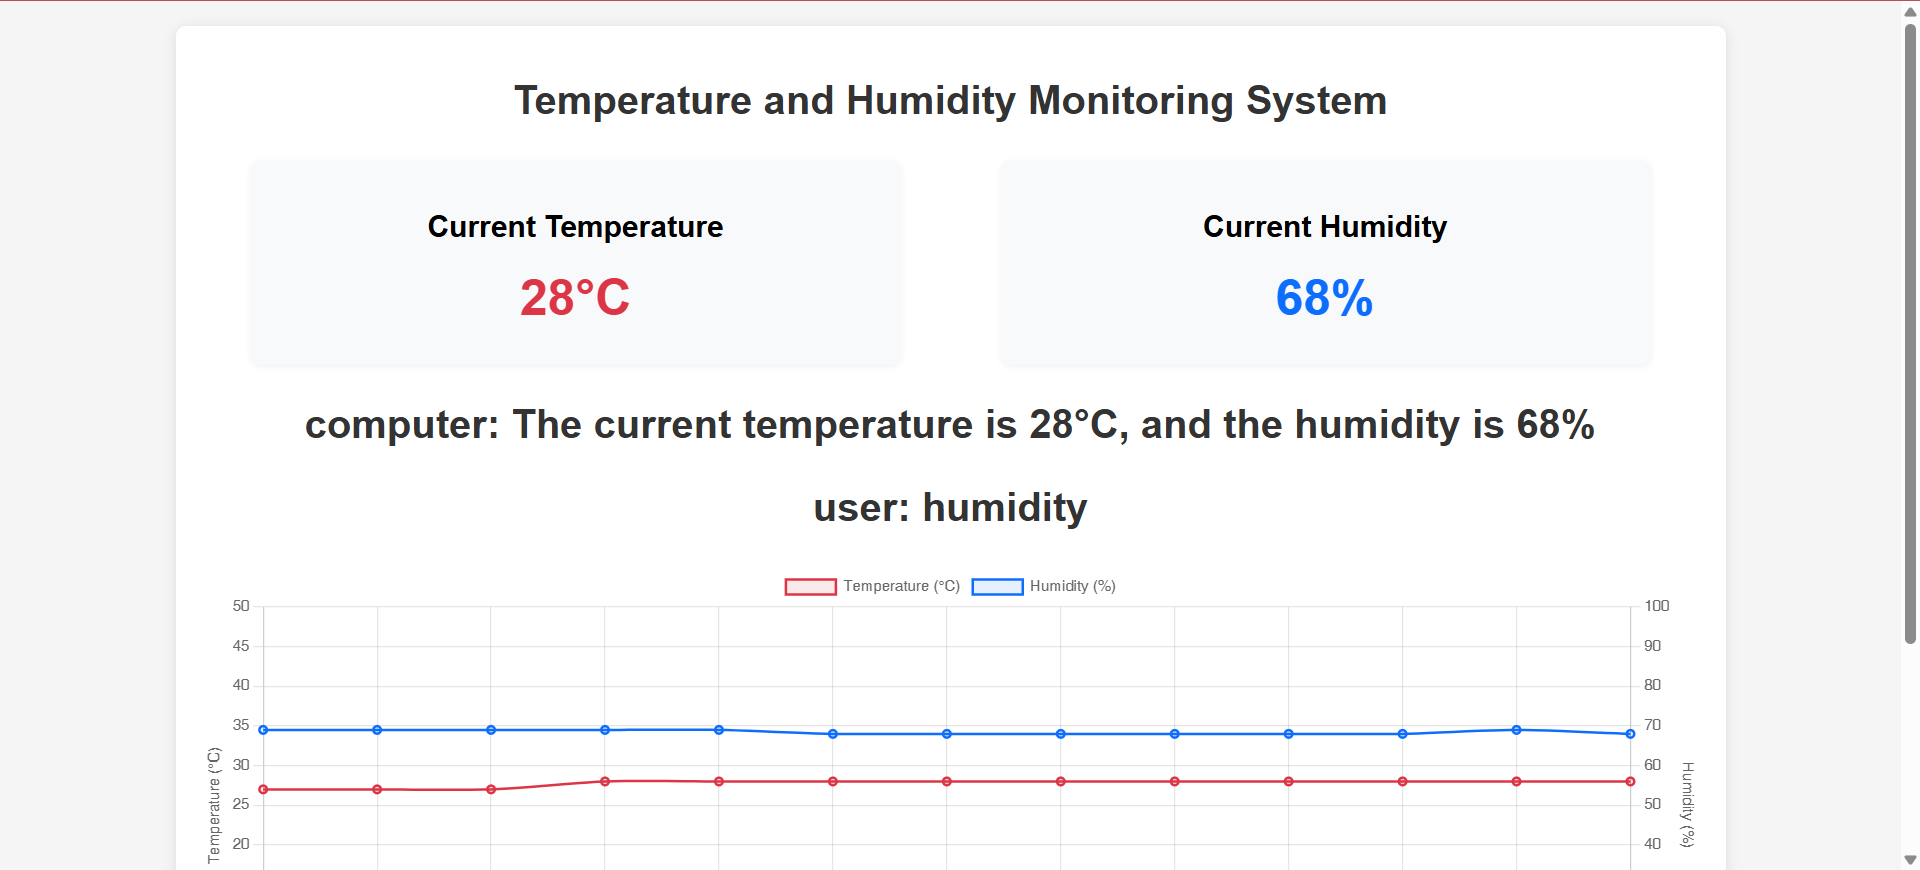 Temperature and Humidity Monitoring System
Current Temperature
28°C
Current Humidity
68%
computer: The current temperature is 28°C, and the humidity is 68%
user: humidity
Temperature (°C) Humidity (%)
50
45
40
35
30
25
20
Temperature (°C)
100
90
80
70
60
50
40
Humidity (%)